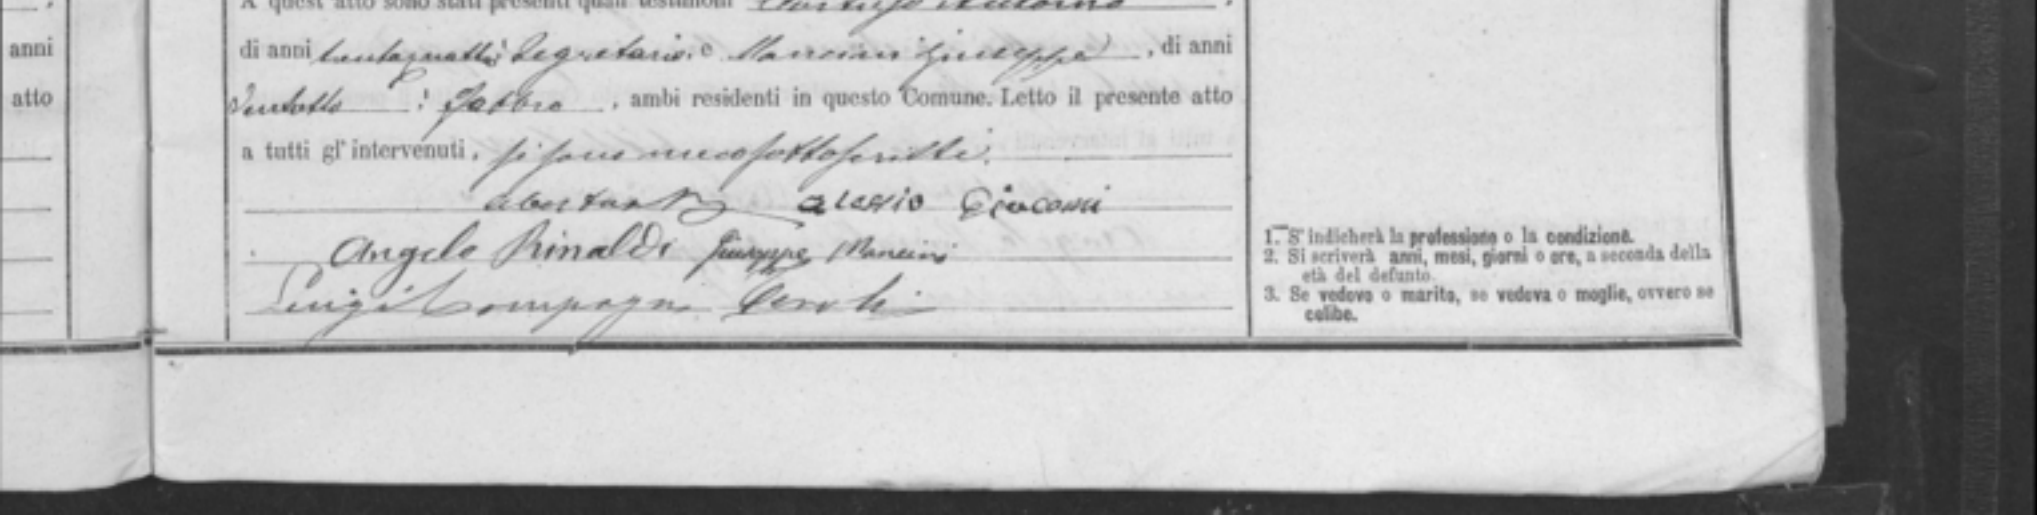 anni
atto
A quest'atto sono stati presenti quali testimoni
di anni Segretario, e Mancini Giuseppe, di anni
Fabbro, ambi residenti in questo Comune. Letto il presente atto
a tutti gl'intervenuti, si sono meco sottoscritti.
Alessio Giacomi
Angelo Rinaldi Giuseppe Mancini
Luigi Compagni
1. S'indicherà la professione o la condizione.
2. Si scriverà anni, mesi, giorni o ore, a seconda della
età del defunto.
3. Se vedovo o marito, se vedova o moglie, ovvero se
celibe.